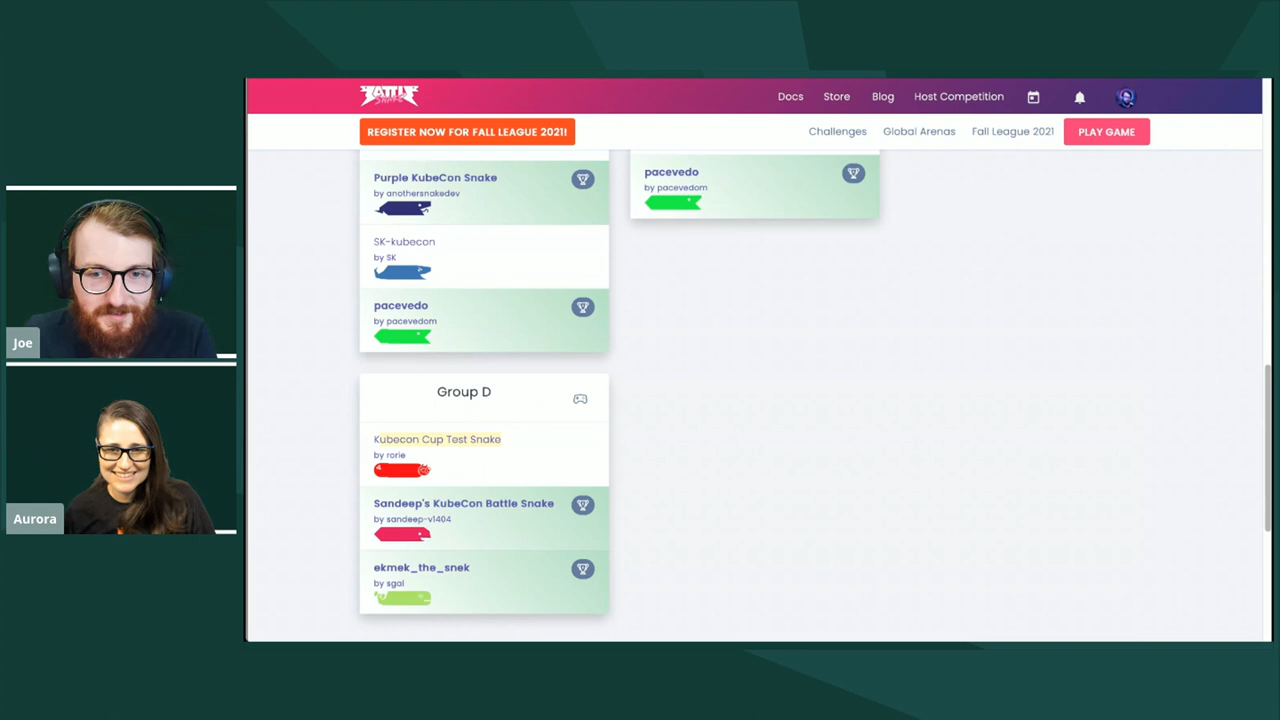 BATTLE
SNAKE
Docs
Store
Blog
Host Competition
REGISTER NOW FOR FALL LEAGUE 2021!
Challenges
Global Arenas
Fall League 2021
PLAY GAME
Purple KubeCon Snake
by anothersnakedev
SK-kubecon
by SK
pacevedo
by pacevedom
pacevedo
by pacevedom
Group D
Kubecon Cup Test Snake
by rorie
Sandeep's KubeCon Battle Snake
by sandeep-v1404
ekmek_the_snek
by sgal
Joe
Aurora